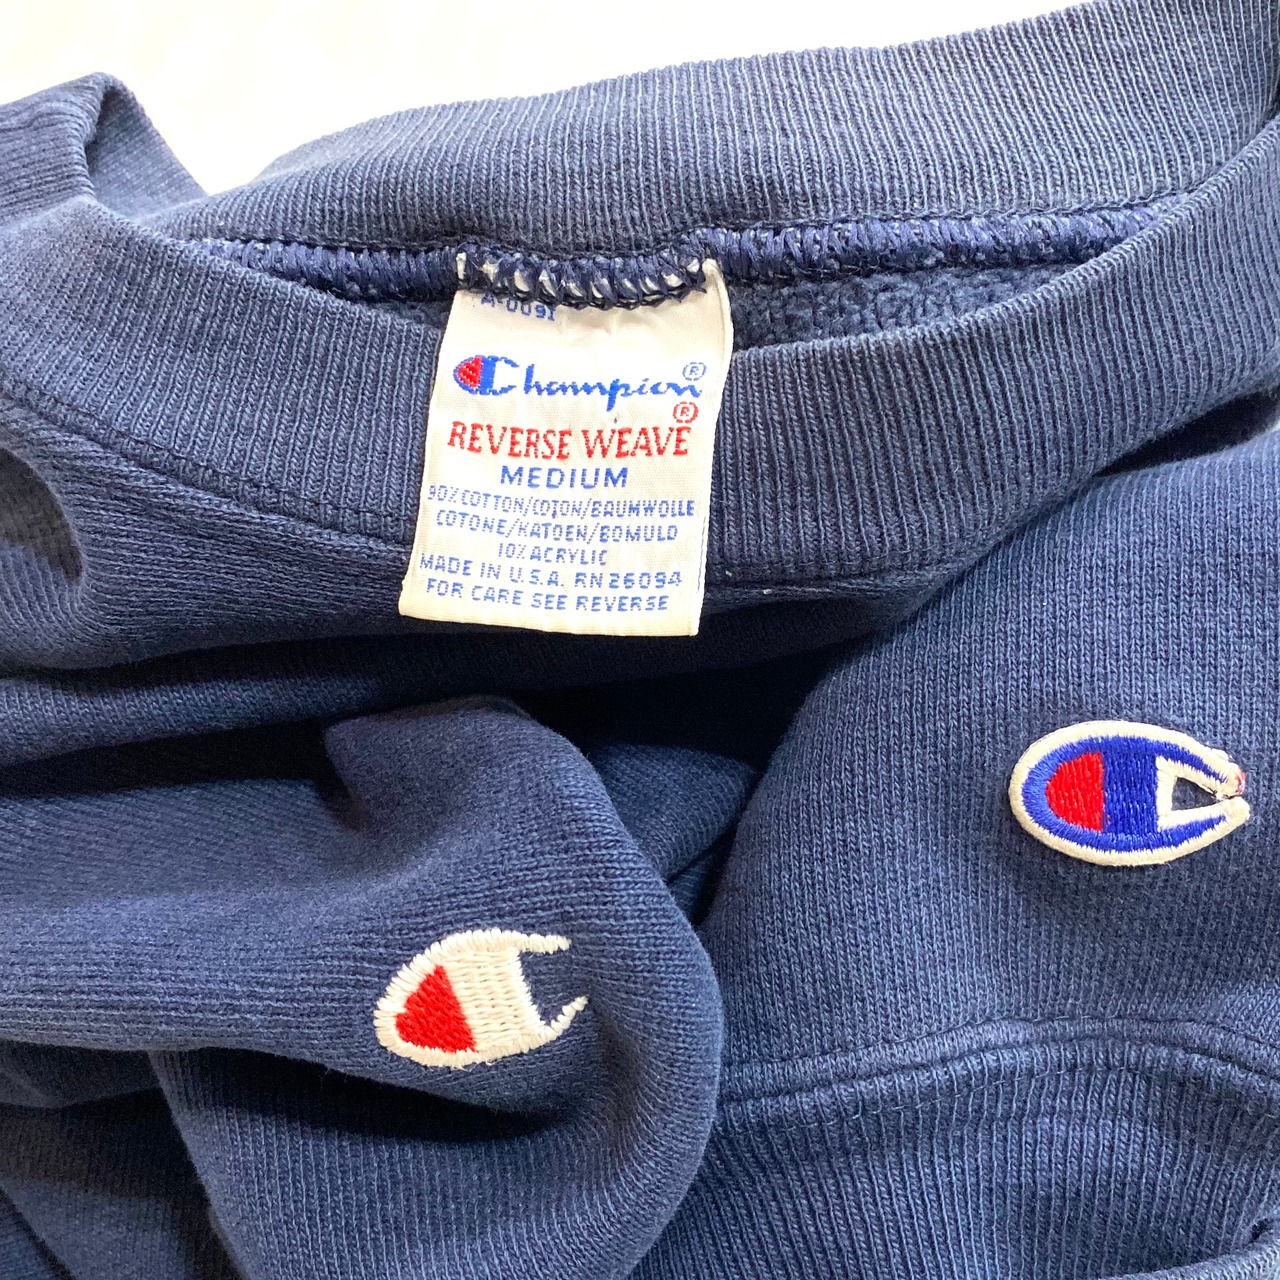 A-0091
Champion®
REVERSE WEAVE®
MEDIUM
90% COTTON/COTON/BAUMWOLLE
COTONE/KATOEN/BOMULD
10% ACRYLIC
MADE IN U.S.A. RN 26094
FOR CARE SEE REVERSE